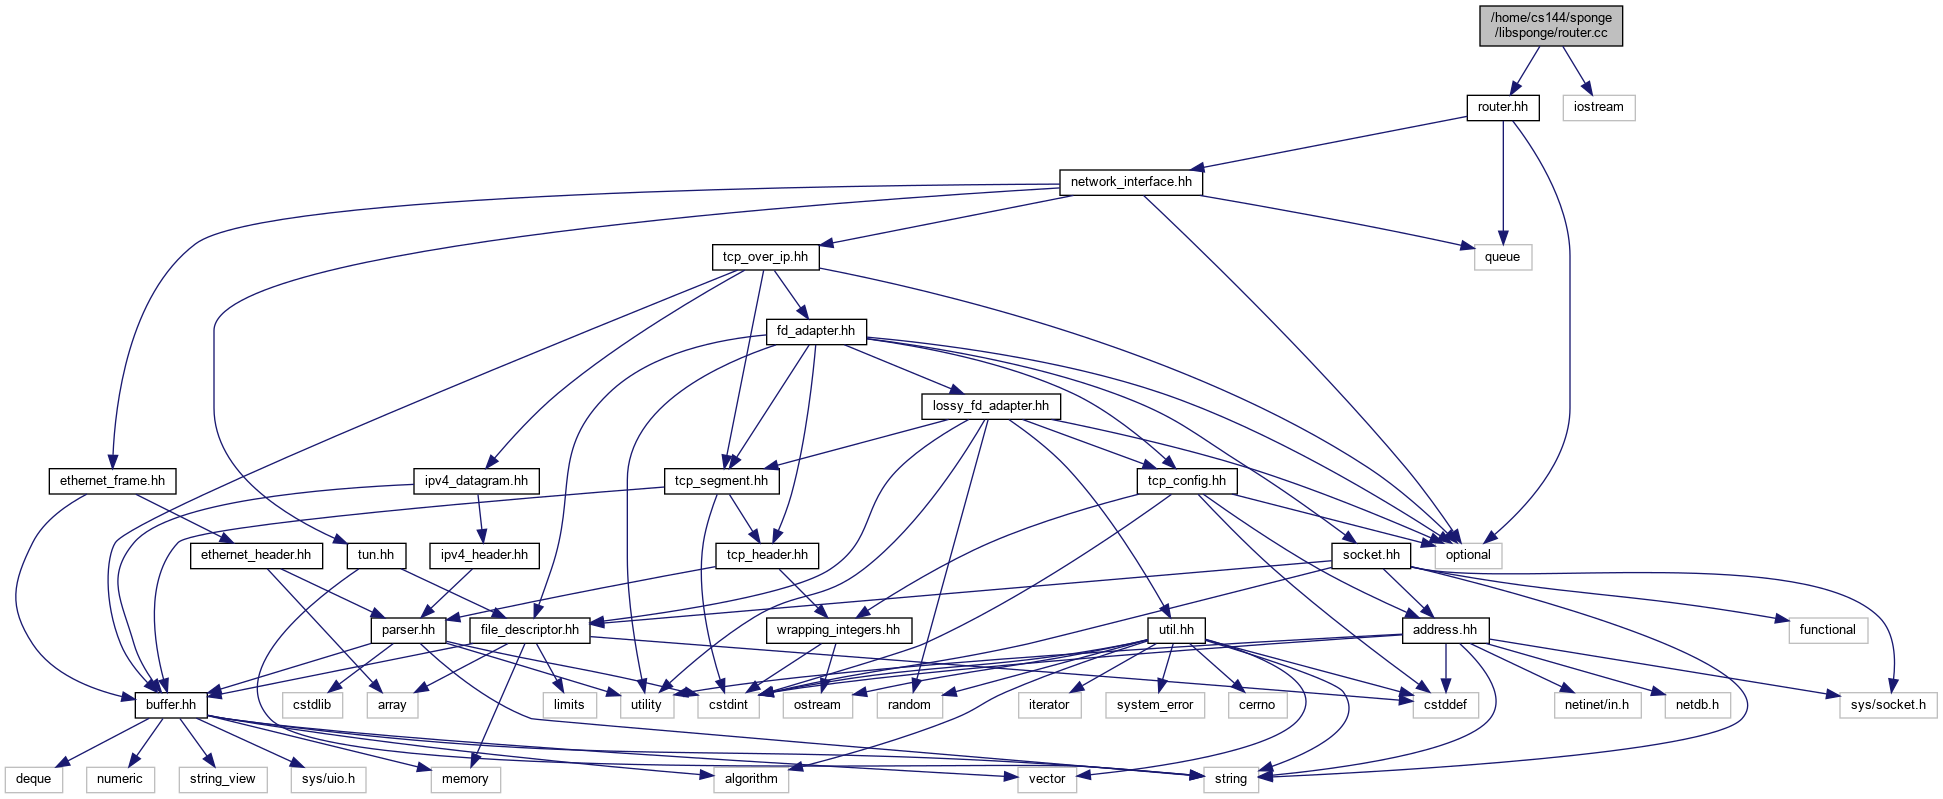 /home/cs144/sponge
/libsponge/router.cc
router.hh
iostream
network_interface.hh
tcp_over_ip.hh
queue
fd_adapter.hh
lossy_fd_adapter.hh
ethernet_frame.hh
ipv4_datagram.hh
tcp_segment.hh
tcp_config.hh
ethernet_header.hh
tun.hh
ipv4_header.hh
tcp_header.hh
socket.hh
optional
parser.hh
file_descriptor.hh
wrapping_integers.hh
util.hh
address.hh
functional
buffer.hh
cstdlib
array
limits
utility
cstdint
ostream
random
iterator
system_error
cerrno
cstddef
netinet/in.h
netdb.h
sys/socket.h
deque
numeric
string_view
sys/uio.h
memory
algorithm
vector
string